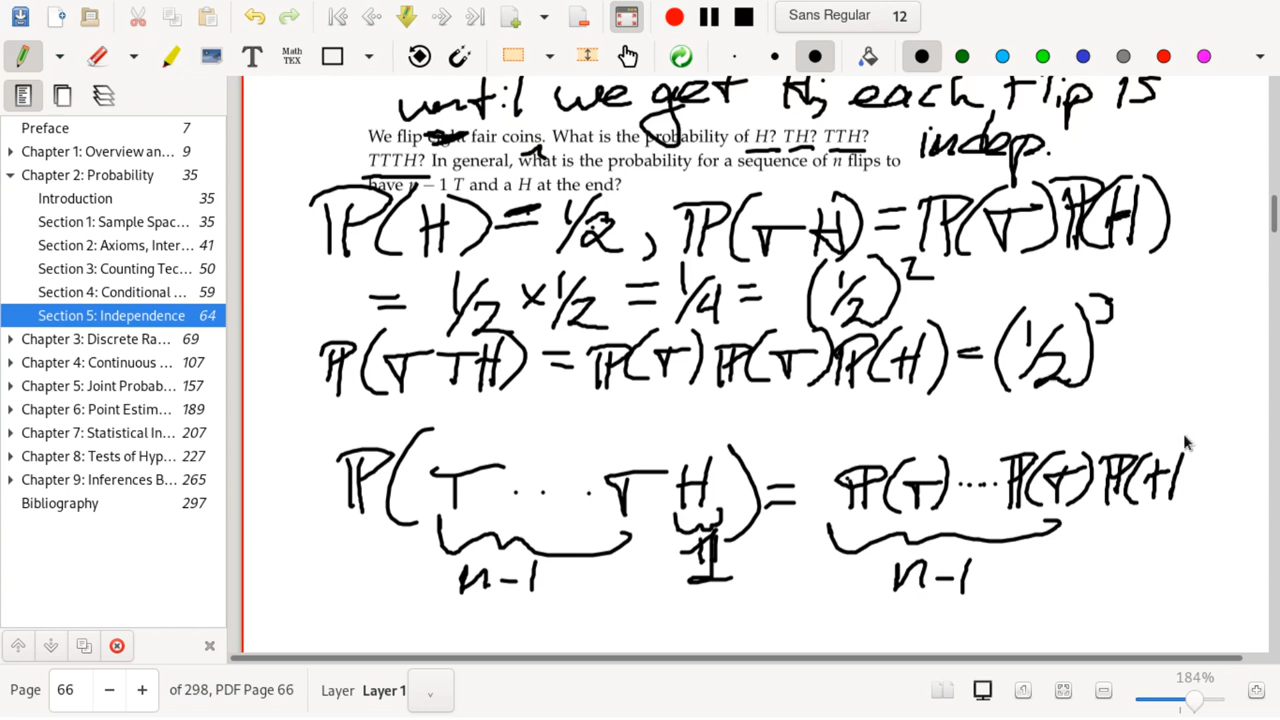 Sans Regular 12
T Math TEX
Preface 7
Chapter 1: Overview an... 9
Chapter 2: Probability 35
Introduction 35
Section 1: Sample Spac... 35
Section 2: Axioms, Inter... 41
Section 3: Counting Tec... 50
Section 4: Conditional ... 59
Section 5: Independence 64
Chapter 3: Discrete Ra... 69
Chapter 4: Continuous ... 107
Chapter 5: Joint Probab... 157
Chapter 6: Point Estim... 189
Chapter 7: Statistical In... 207
Chapter 8: Tests of Hyp... 227
Chapter 9: Inferences B... 265
Bibliography 297
until we get H; each flip is
indep.
We flip fair coins. What is the probability of H? TH? TTH?
TTTH? In general, what is the probability for a sequence of n flips to
have n − 1 T and a H at the end?
ℙ(H) = 1/2, ℙ(TH) = ℙ(T)ℙ(H)
= 1/2 × 1/2 = 1/4 = (1/2)²
ℙ(TTH) = ℙ(T)ℙ(T)ℙ(H) = (1/2)³
ℙ(T...TH) = ℙ(T)....ℙ(T)ℙ(H
n-1 1 n-1
Page 66 of 298, PDF Page 66 Layer Layer 1 184%